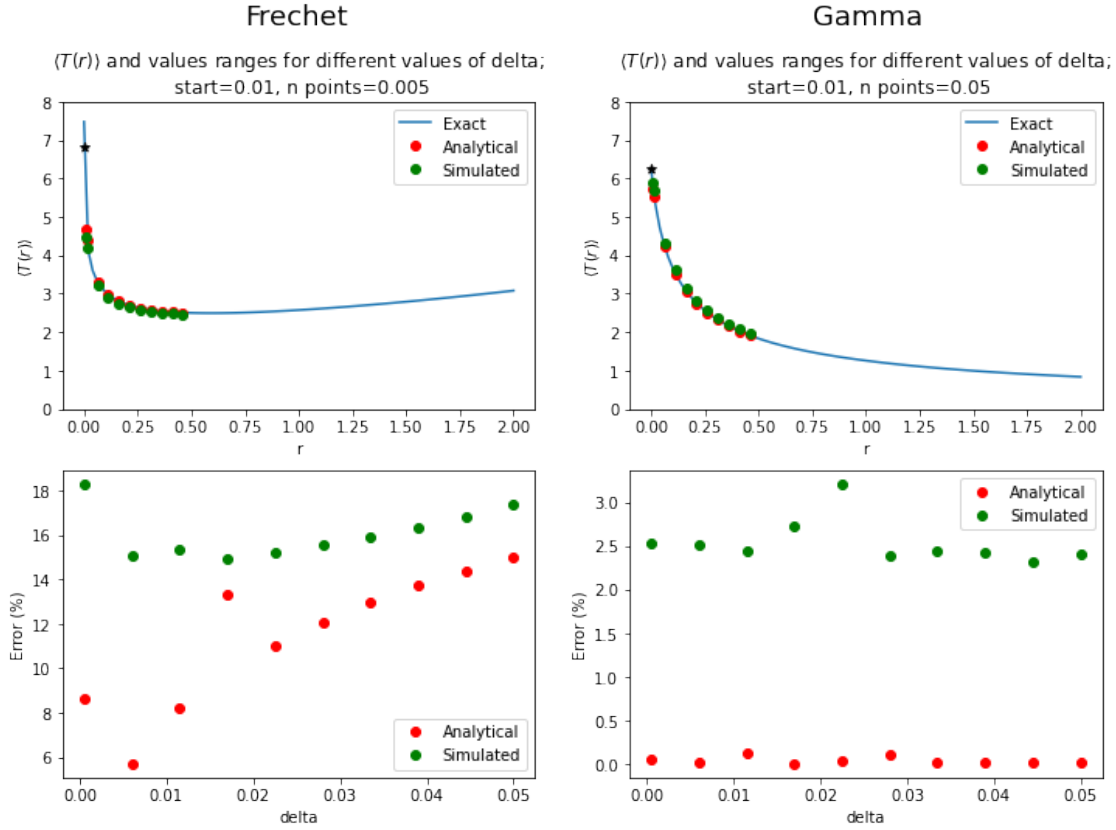 Frechet
⟨T(r)⟩ and values ranges for different values of delta;
start=0.01, n points=0.005
8
7
6
5
4
3
2
1
0
⟨T(r)⟩
Exact
Analytical
Simulated
0.00 0.25 0.50 0.75 1.00 1.25 1.50 1.75 2.00
r
Gamma
⟨T(r)⟩ and values ranges for different values of delta;
start=0.01, n points=0.05
8
7
6
5
4
3
2
1
0
⟨T(r)⟩
Exact
Analytical
Simulated
0.00 0.25 0.50 0.75 1.00 1.25 1.50 1.75 2.00
r
18
16
14
12
10
8
6
Error (%)
Analytical
Simulated
0.00 0.01 0.02 0.03 0.04 0.05
delta
3.0
2.5
2.0
1.5
1.0
0.5
0.0
Error (%)
Analytical
Simulated
0.00 0.01 0.02 0.03 0.04 0.05
delta